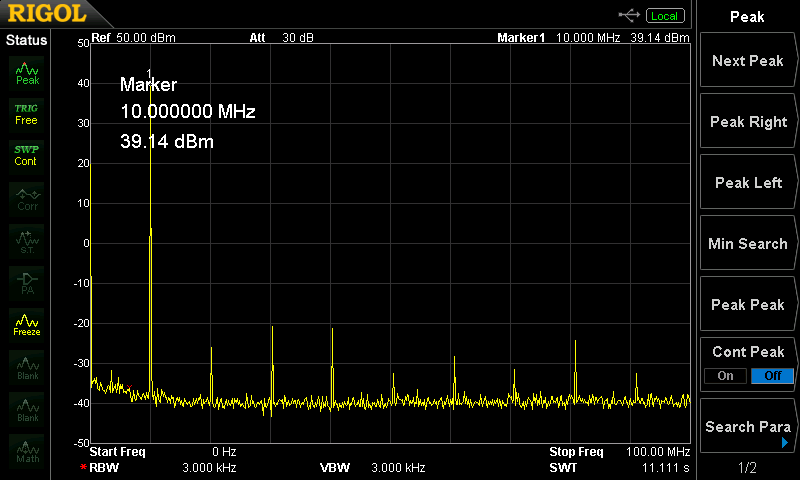 RIGOL
Local
Peak
Status
Ref 50.00 dBm Att 30 dB Marker1 10.000 MHz 39.14 dBm
50
40
30
20
10
0
-10
-20
-30
-40
-50
1
Marker
10.000000 MHz
39.14 dBm
Peak
TRIG
Free
SWP
Cont
Corr
S.T.
PA
Freeze
Blank
Blank
Math
Next Peak
Peak Right
Peak Left
Min Search
Peak Peak
Cont Peak
On Off
Search Para
1/2
Start Freq 0 Hz Stop Freq 100.00 MHz
RBW 3.000 kHz VBW 3.000 kHz SWT 11.111 s